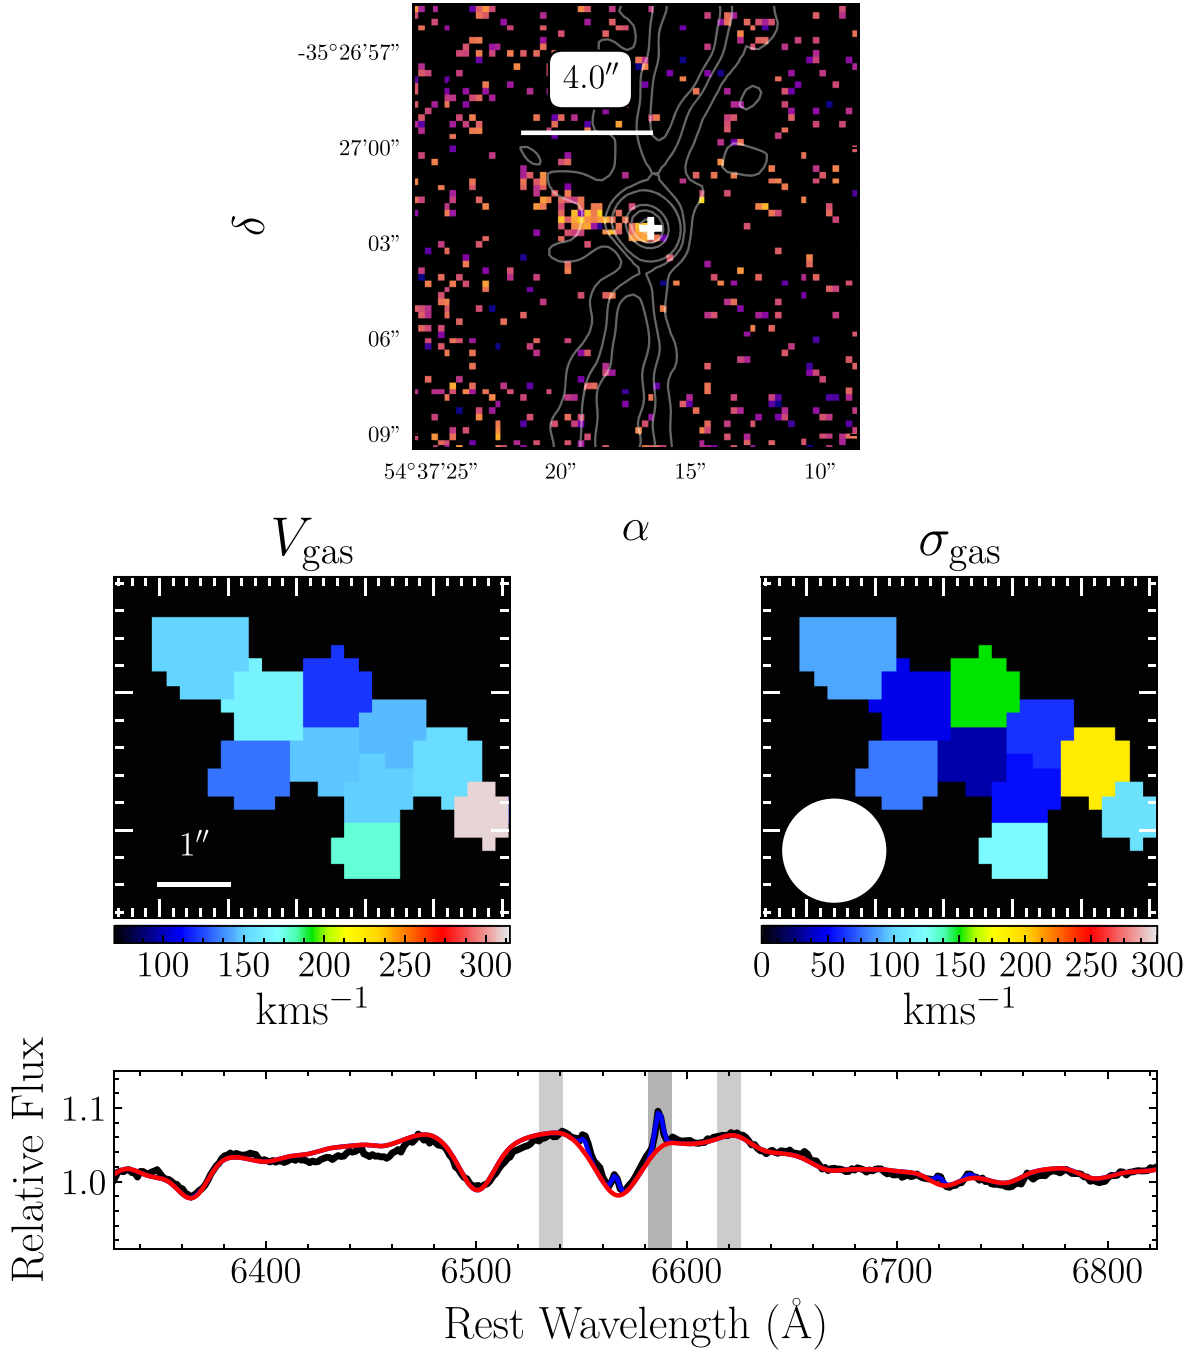 -35°26'57"
4.0″
27'00"
δ
03"
06"
09"
54°37'25" 20" 15" 10"
α
V_gas σ_gas
1″
100 150 200 250 300 0 50 100 150 200 250 300
kms⁻¹ kms⁻¹
Relative Flux
1.1
1.0
6400 6500 6600 6700 6800
Rest Wavelength (Å)